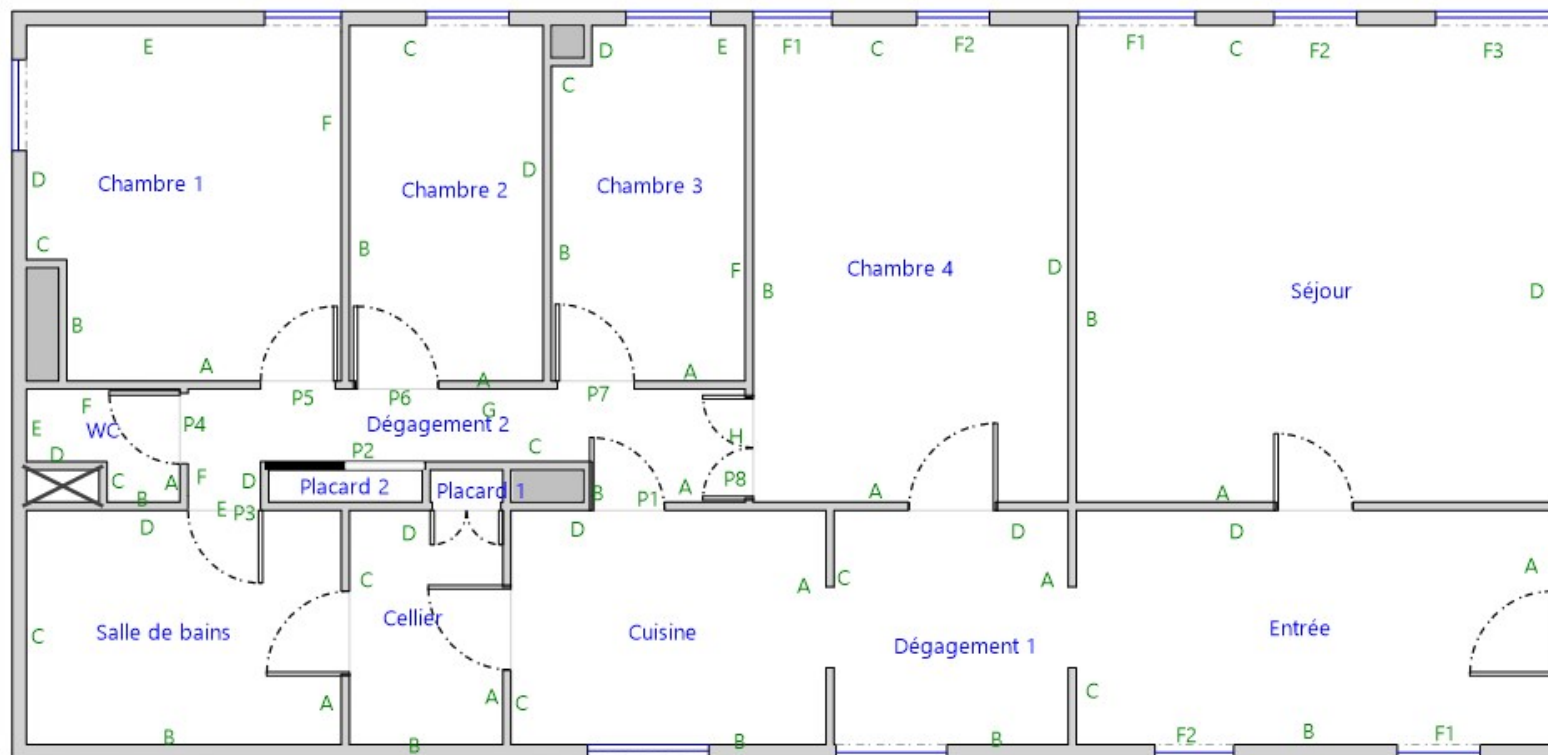 E
C
D
E
F1
C
F2
F1
C
F2
F3
C
F
D
Chambre 1
Chambre 2
D
Chambre 3
C
B
B
F
Chambre 4
D
B
Séjour
D
B
B
A
A
A
P5
P6
G
P7
F
P4
E
WC
Dégagement 2
H
D
P2
C
F
D
C
A
B
Placard 2
Placard 1
B
P1
A
P8
A
A
E
P3
D
D
D
D
D
C
A
C
A
A
Salle de bains
Cellier
Cuisine
Dégagement 1
Entrée
C
A
A
C
C
B
B
B
B
F2
B
F1